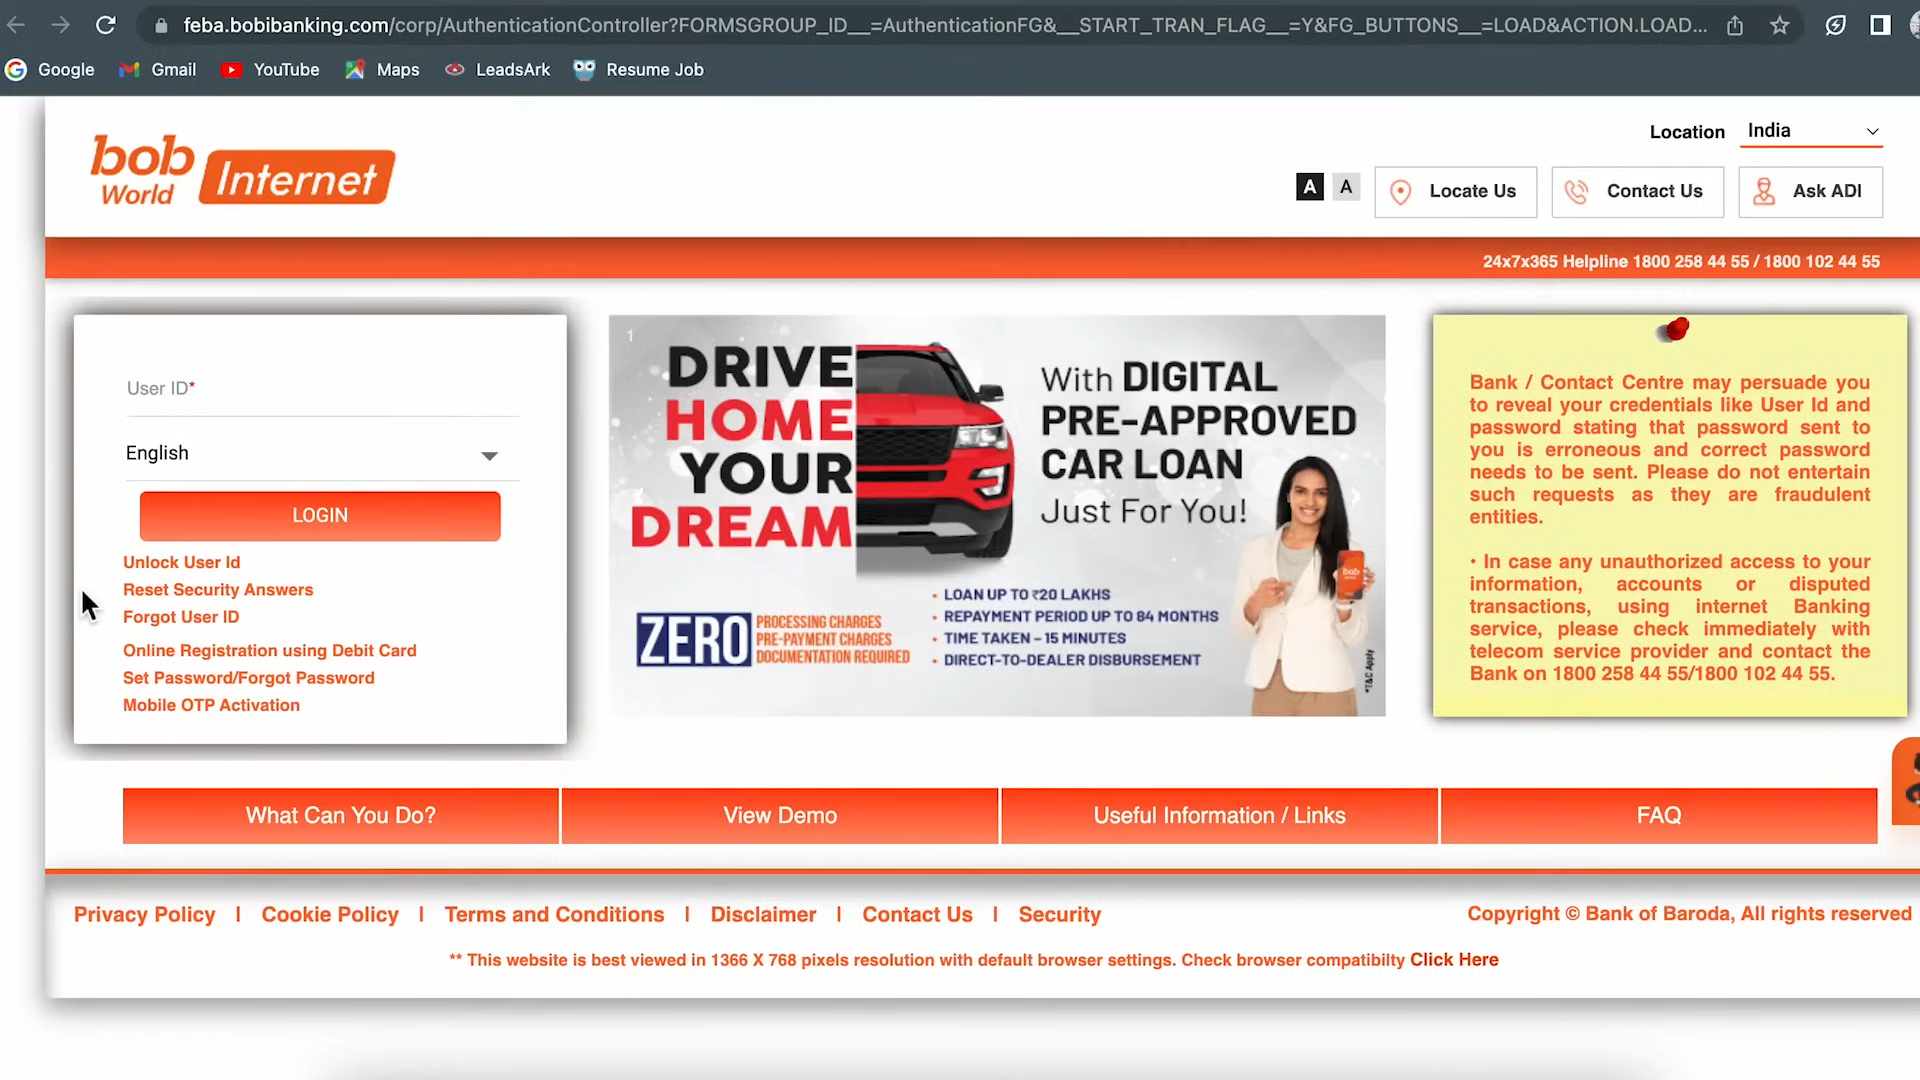 feba.bobibanking.com/corp/AuthenticationController?FORMSGROUP_ID__=AuthenticationFG&__START_TRAN_FLAG__=Y&FG_BUTTONS__=LOAD&ACTION.LOAD...
Google Gmail YouTube Maps LeadsArk Resume Job
Location India
bob World Internet
A A Locate Us Contact Us Ask ADI
24x7x365 Helpline 1800 258 44 55 / 1800 102 44 55
User ID*
English
LOGIN
Unlock User Id
Reset Security Answers
Forgot User ID
Online Registration using Debit Card
Set Password/Forgot Password
Mobile OTP Activation
1
DRIVE
HOME
YOUR
DREAM
With DIGITAL
PRE-APPROVED
CAR LOAN
Just For You!
ZERO
PROCESSING CHARGES
PRE-PAYMENT CHARGES
DOCUMENTATION REQUIRED
• LOAN UP TO ₹20 LAKHS
• REPAYMENT PERIOD UP TO 84 MONTHS
• TIME TAKEN – 15 MINUTES
• DIRECT-TO-DEALER DISBURSEMENT
bob
*T&C Apply
Bank / Contact Centre may persuade you
to reveal your credentials like User Id and
password stating that password sent to
you is erroneous and correct password
needs to be sent. Please do not entertain
such requests as they are fraudulent
entities.
• In case any unauthorized access to your
information, accounts or disputed
transactions, using internet Banking
service, please check immediately with
telecom service provider and contact the
Bank on 1800 258 44 55/1800 102 44 55.
What Can You Do? View Demo Useful Information / Links FAQ
Privacy Policy | Cookie Policy | Terms and Conditions | Disclaimer | Contact Us | Security
Copyright © Bank of Baroda, All rights reserved
** This website is best viewed in 1366 X 768 pixels resolution with default browser settings. Check browser compatibilty Click Here